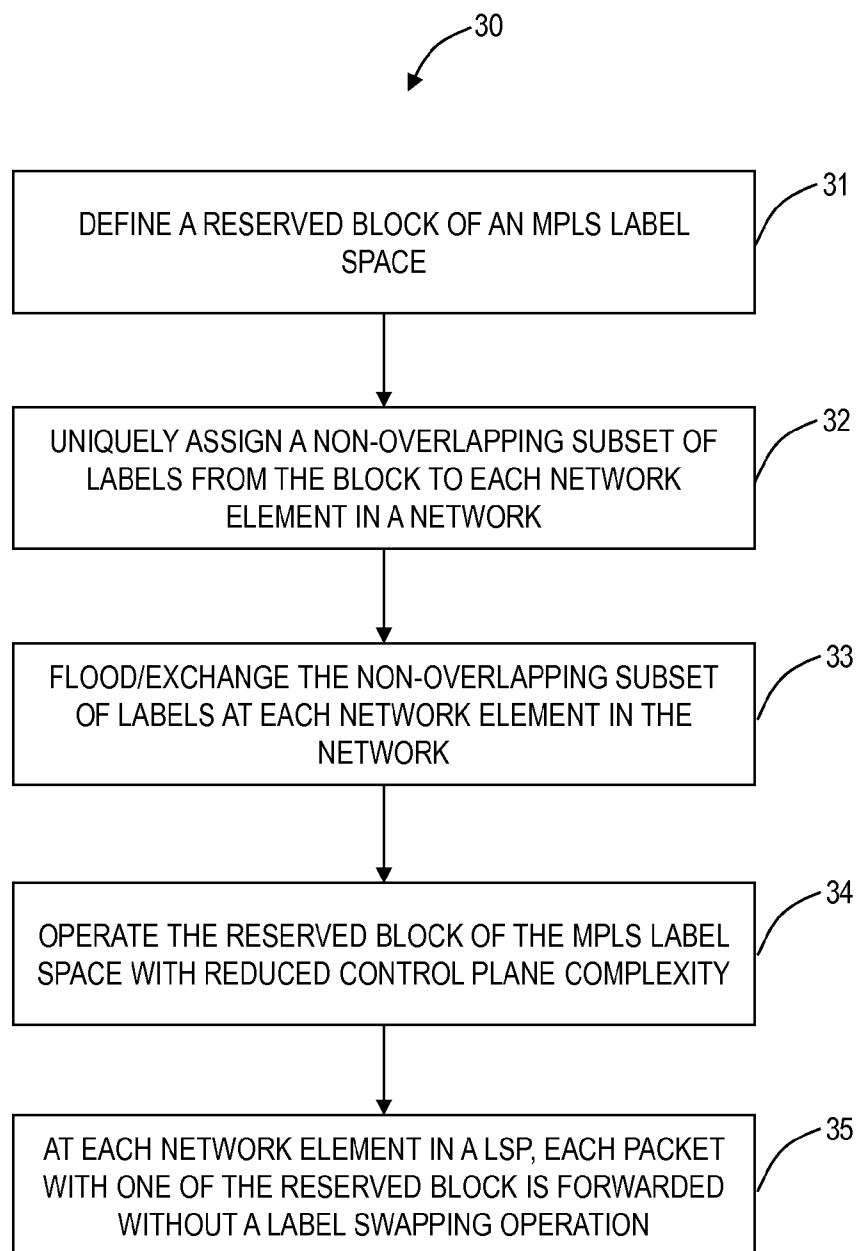 30
31
DEFINE A RESERVED BLOCK OF AN MPLS LABEL
SPACE
32
UNIQUELY ASSIGN A NON-OVERLAPPING SUBSET OF
LABELS FROM THE BLOCK TO EACH NETWORK
ELEMENT IN A NETWORK
33
FLOOD/EXCHANGE THE NON-OVERLAPPING SUBSET
OF LABELS AT EACH NETWORK ELEMENT IN THE
NETWORK
34
OPERATE THE RESERVED BLOCK OF THE MPLS LABEL
SPACE WITH REDUCED CONTROL PLANE COMPLEXITY
35
AT EACH NETWORK ELEMENT IN A LSP, EACH PACKET
WITH ONE OF THE RESERVED BLOCK IS FORWARDED
WITHOUT A LABEL SWAPPING OPERATION